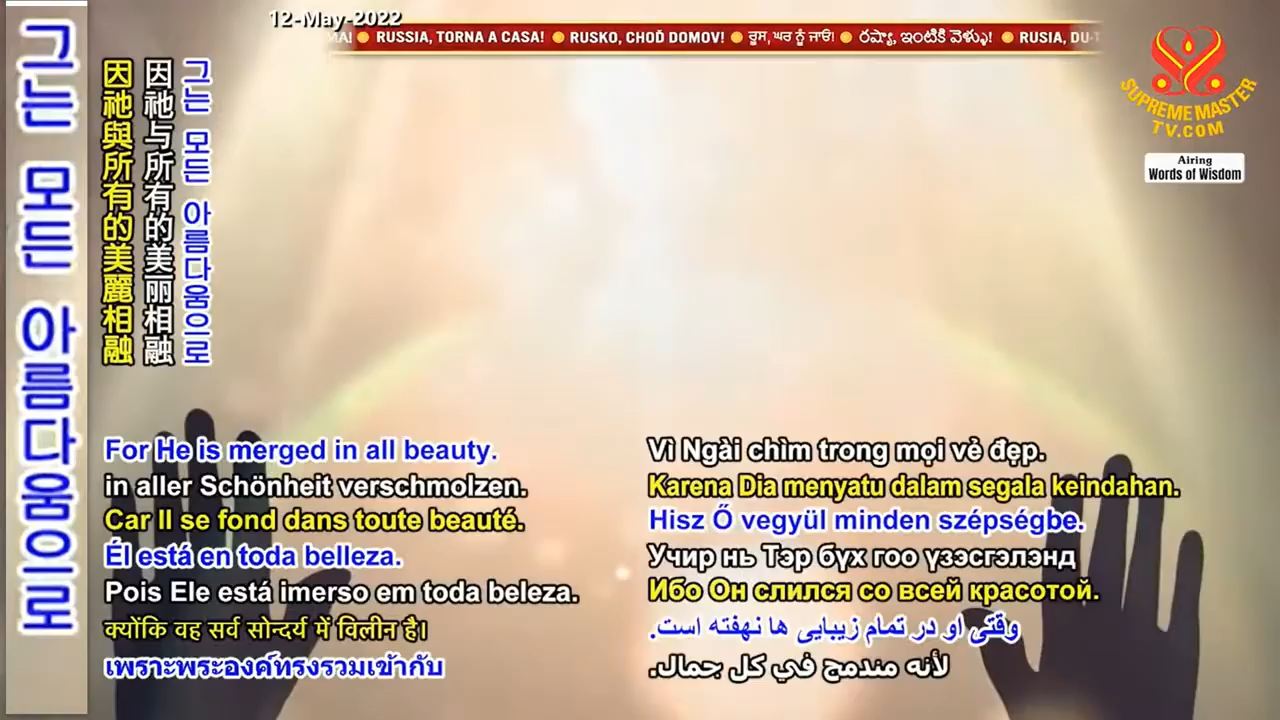 12-May-2022
MA! RUSSIA, TORNA A CASA! RUSKO, CHOĎ DOMOV! ਰੂਸ, ਘਰ ਨੂੰ ਜਾਓ! రష్యా, ఇంటికి వెళ్ళు! RUSIA, DU-T
SUPREME MASTER
TV.COM
Airing
Words of Wisdom
그는 모든 아름다움으로
因祂與所有的美麗相融
因祂与所有的美丽相融
그는 모든 아름다움으로
For He is merged in all beauty.
in aller Schönheit verschmolzen.
Car Il se fond dans toute beauté.
Él está en toda belleza.
Pois Ele está imerso em toda beleza.
क्योंकि वह सर्व सोन्दर्य में विलीन है।
เพราะพระองค์ทรงรวมเข้ากับ
Vì Ngài chìm trong mọi vẻ đẹp.
Karena Dia menyatu dalam segala keindahan.
Hisz Ő vegyül minden szépségbe.
Учир нь Тэр бүх гоо үзэсгэлэнд
Ибо Он слился со всей красотой.
وقتی او در تمام زیبایی ها نهفته است.
لأنه مندمج في كل جمال.